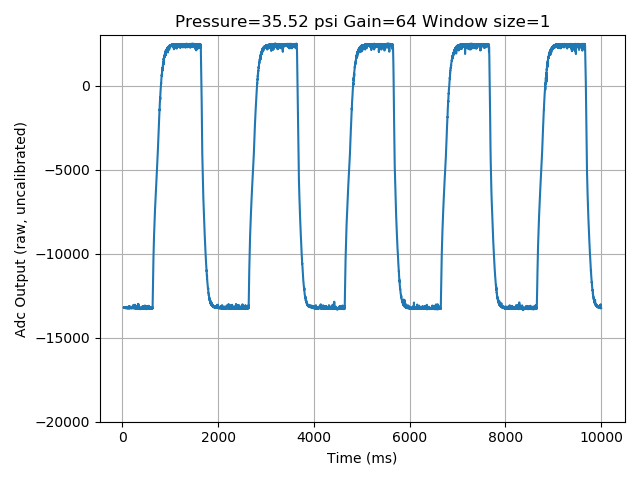 Pressure=35.52 psi Gain=64 Window size=1
Adc Output (raw, uncalibrated)
0
−5000
−10000
−15000
−20000
0 2000 4000 6000 8000 10000
Time (ms)